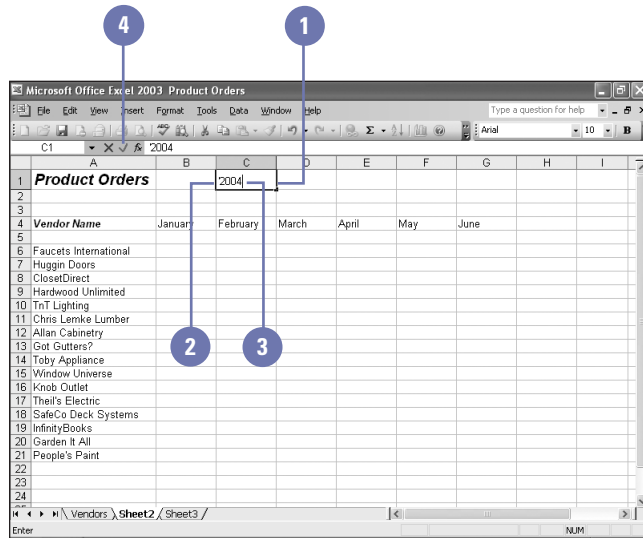 4 1
Microsoft Office Excel 2003 Product Orders
File Edit View Insert Format Tools Data Window Help Type a question for help
Arial 10 B
C1 fx '2004
A B C D E F G H I
1 Product Orders '2004
2
3
4 Vendor Name January February March April May June
5
6 Faucets International
7 Huggin Doors
8 ClosetDirect
9 Hardwood Unlimited
10 TnT Lighting
11 Chris Lemke Lumber
12 Allan Cabinetry
13 Got Gutters?
2 3
14 Toby Appliance
15 Window Universe
16 Knob Outlet
17 Theil's Electric
18 SafeCo Deck Systems
19 InfinityBooks
20 Garden It All
21 People's Paint
22
23
24
Vendors Sheet2 Sheet3
Enter NUM